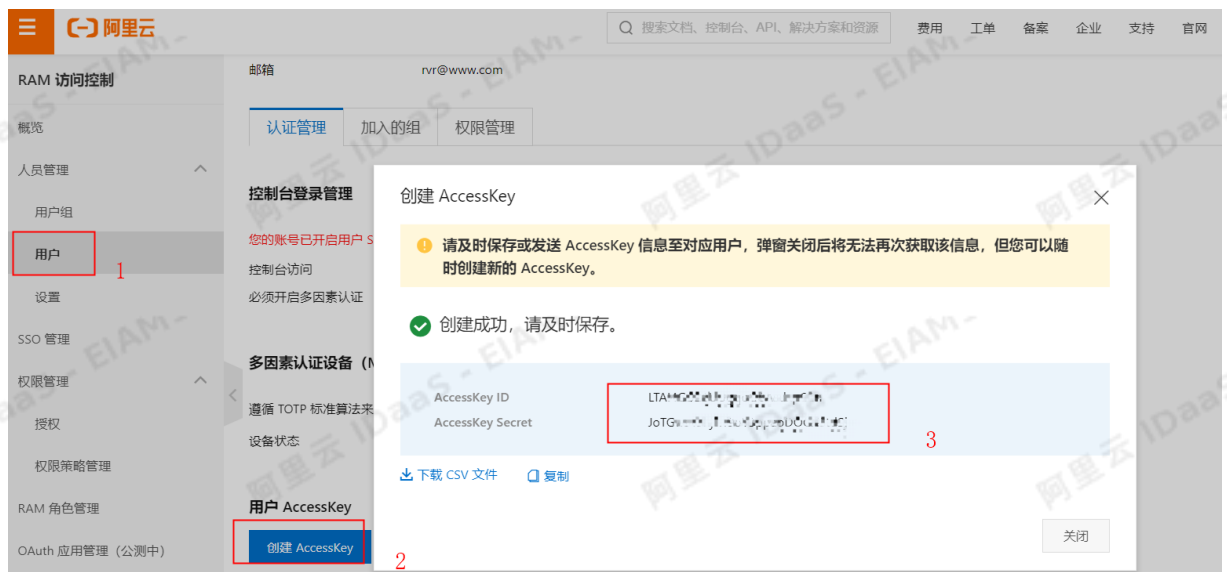 阿里云
搜索文档、控制台、API、解决方案和资源
费用 工单 备案 企业 支持 官网
RAM 访问控制
邮箱 rvr@www.com
概览
认证管理 加入的组 权限管理
人员管理
用户组
用户
1
设置
SSO 管理
权限管理
授权
权限策略管理
RAM 角色管理
OAuth 应用管理（公测中）
控制台登录管理
您的账号已开启用户 S
控制台访问
必须开启多因素认证
多因素认证设备（
遵循 TOTP 标准算法来
设备状态
用户 AccessKey
创建 AccessKey
2
创建 AccessKey
请及时保存或发送 AccessKey 信息至对应用户，弹窗关闭后将无法再次获取该信息，但您可以随
时创建新的 AccessKey。
创建成功，请及时保存。
AccessKey ID
AccessKey Secret
3
下载 CSV 文件 复制
关闭
阿里云 IDaaS - EIAM-